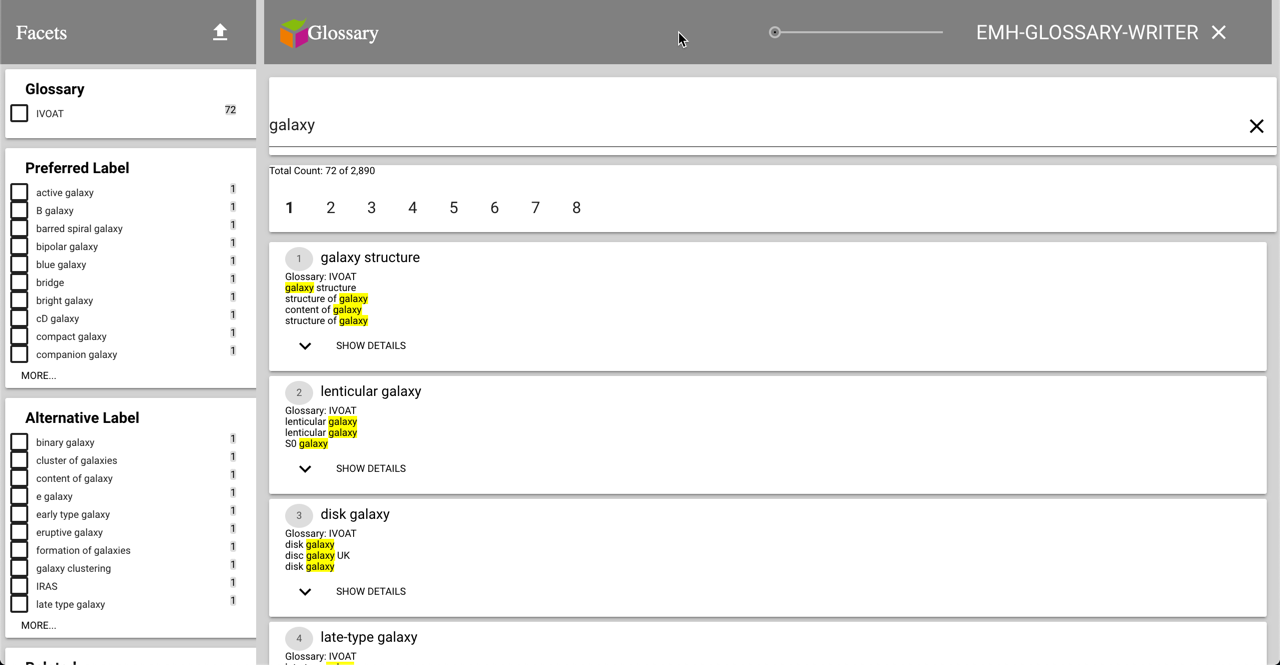 Facets
Glossary
EMH-GLOSSARY-WRITER
Glossary
IVOAT 72
Preferred Label
active galaxy 1
B galaxy 1
barred spiral galaxy 1
bipolar galaxy 1
blue galaxy 1
bridge 1
bright galaxy 1
cD galaxy 1
compact galaxy 1
companion galaxy 1
MORE...
Alternative Label
binary galaxy 1
cluster of galaxies 1
content of galaxy 1
e galaxy 1
early type galaxy 1
eruptive galaxy 1
formation of galaxies 1
galaxy clustering 1
IRAS 1
late type galaxy 1
MORE...
galaxy
Total Count: 72 of 2,890
1 2 3 4 5 6 7 8
1 galaxy structure
Glossary: IVOAT
galaxy structure
structure of galaxy
content of galaxy
structure of galaxy
SHOW DETAILS
2 lenticular galaxy
Glossary: IVOAT
lenticular galaxy
lenticular galaxy
S0 galaxy
SHOW DETAILS
3 disk galaxy
Glossary: IVOAT
disk galaxy
disc galaxy UK
disk galaxy
SHOW DETAILS
4 late-type galaxy
Glossary: IVOAT